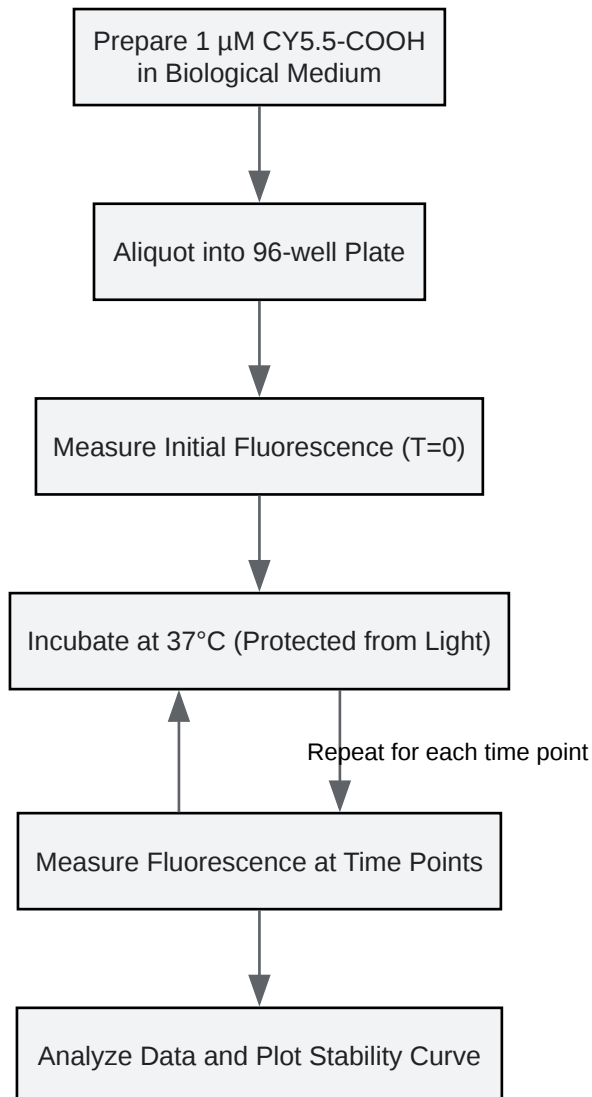 Prepare 1 µM CY5.5-COOH
in Biological Medium
Aliquot into 96-well Plate
Measure Initial Fluorescence (T=0)
Incubate at 37°C (Protected from Light)
Repeat for each time point
Measure Fluorescence at Time Points
Analyze Data and Plot Stability Curve